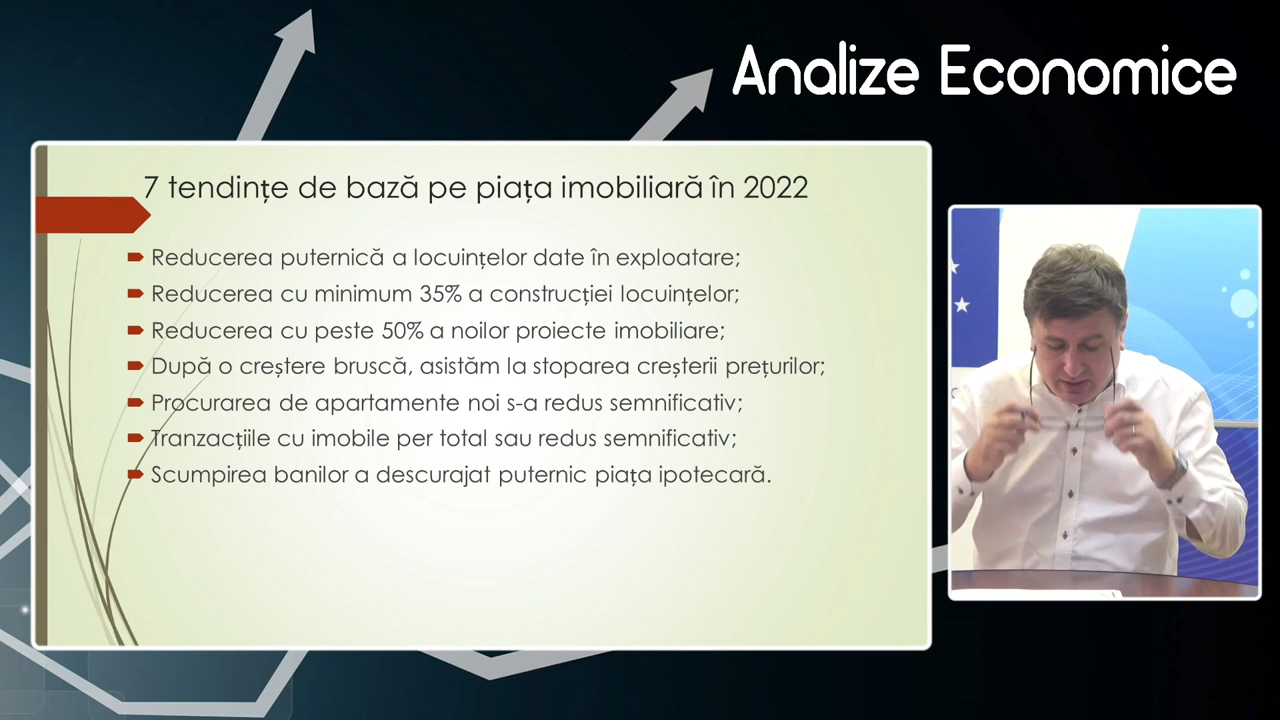 Analize Economice
7 tendințe de bază pe piața imobiliară în 2022
Reducerea puternică a locuințelor date în exploatare;
Reducerea cu minimum 35% a construcției locuințelor;
Reducerea cu peste 50% a noilor proiecte imobiliare;
După o creștere bruscă, asistăm la stoparea creșterii prețurilor;
Procurarea de apartamente noi s-a redus semnificativ;
Tranzacțiile cu imobile per total sau redus semnificativ;
Scumpirea banilor a descurajat puternic piața ipotecară.